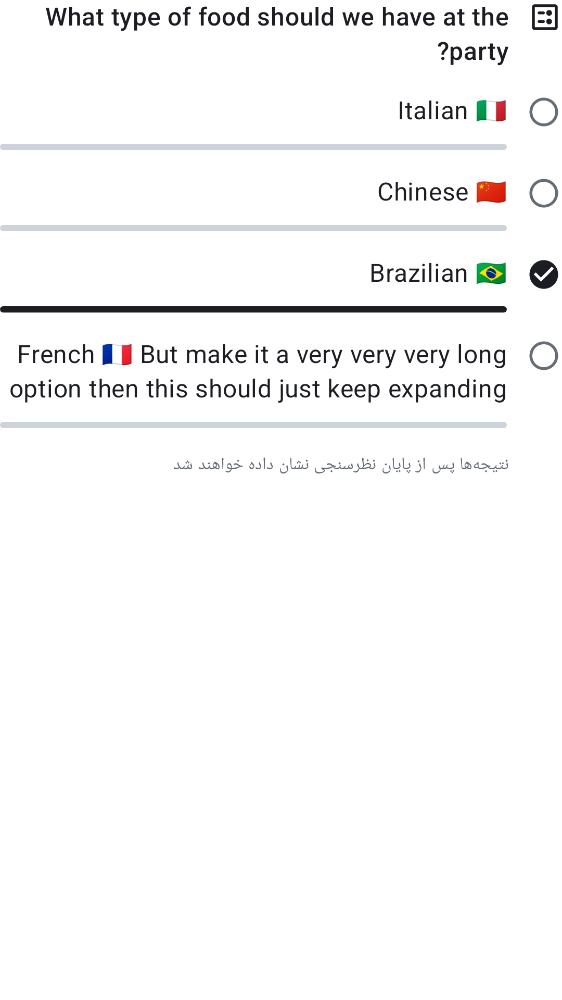 What type of food should we have at the
party?
Italian 🇮🇹
Chinese 🇨🇳
Brazilian 🇧🇷
French 🇫🇷 But make it a very very very long
option then this should just keep expanding
نتیجه‌ها پس از پایان نظرسنجی نشان داده خواهند شد